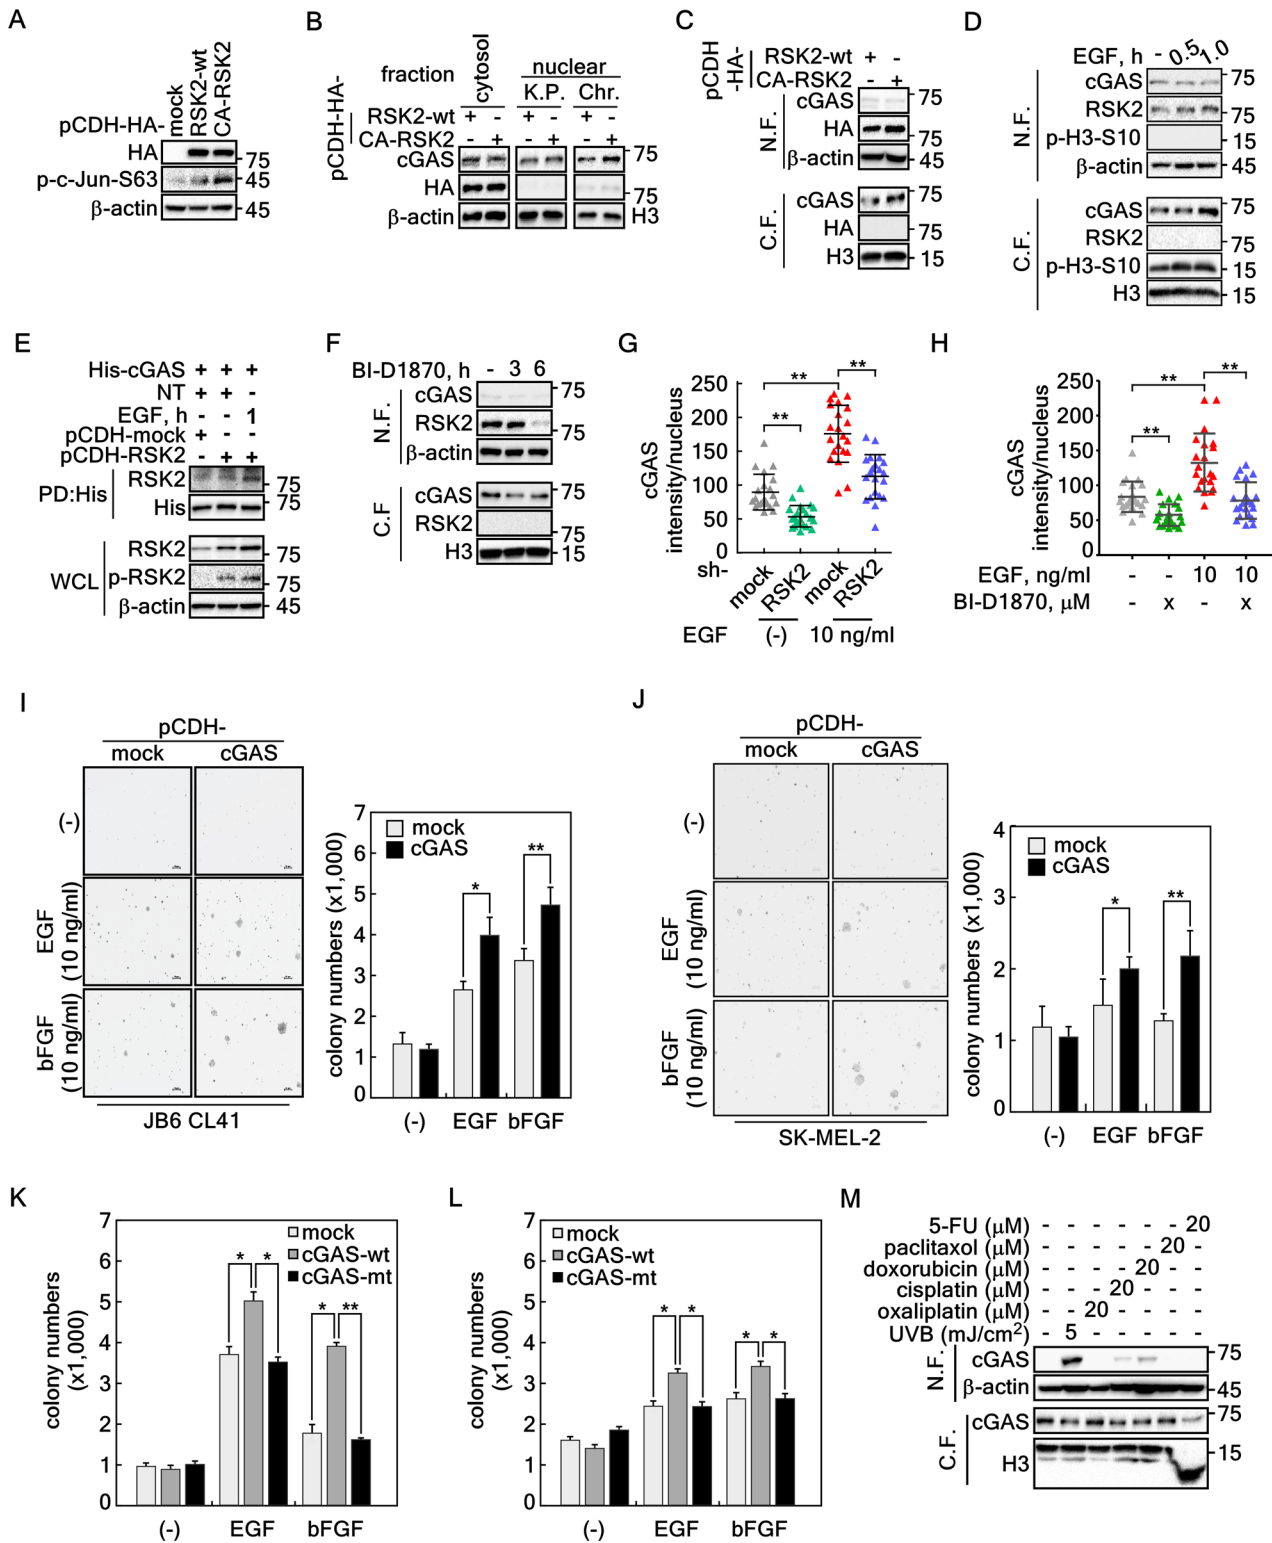 A
pCDH-HA-
mock
RSK2-wt
CA-RSK2
HA
75
p-c-Jun-S63
45
β-actin
45
B
pCDH-HA-
fraction
cytosol
nuclear
K.P.
Chr.
RSK2-wt + - + - + -
CA-RSK2 - + - + - +
cGAS
75
HA
75
β-actin
H3
C
pCDH
-HA-
RSK2-wt + -
CA-RSK2 - +
N.F.
cGAS
75
HA
75
β-actin
45
C.F.
cGAS
75
HA
75
H3
15
D
EGF, h - 0.5 1.0
N.F.
cGAS
75
RSK2
75
p-H3-S10
15
β-actin
45
C.F.
cGAS
75
RSK2
75
p-H3-S10
15
H3
15
E
His-cGAS + + +
NT + + -
EGF, h - - 1
pCDH-mock + - -
pCDH-RSK2 - + +
PD:His
RSK2
75
His
75
WCL
RSK2
75
p-RSK2
75
β-actin
45
F
BI-D1870, h - 3 6
N.F.
cGAS
75
RSK2
75
β-actin
45
C.F
cGAS
75
RSK2
75
H3
15
G
cGAS
intensity/nucleus
250
200
150
100
50
0
**
**
**
sh-
mock
RSK2
mock
RSK2
EGF (-) 10 ng/ml
H
cGAS
intensity/nucleus
250
200
150
100
50
0
**
**
**
EGF, ng/ml - - 10 10
BI-D1870, μM - x - x
I
pCDH-
mock cGAS
(-)
EGF
(10 ng/ml)
bFGF
(10 ng/ml)
JB6 CL41
colony numbers (x1,000)
7
6
5
4
3
2
1
0
mock
cGAS
*
**
(-) EGF bFGF
J
pCDH-
mock cGAS
(-)
EGF
(10 ng/ml)
bFGF
(10 ng/ml)
SK-MEL-2
colony numbers (x1,000)
4
3
2
1
0
mock
cGAS
*
**
(-) EGF bFGF
K
colony numbers
(x1,000)
7
6
5
4
3
2
1
0
mock
cGAS-wt
cGAS-mt
* *
* **
(-) EGF bFGF
L
colony numbers
(x1,000)
7
6
5
4
3
2
1
0
mock
cGAS-wt
cGAS-mt
* *
* *
(-) EGF bFGF
M
5-FU (μM) - - - - - - 20
paclitaxol (μM) - - - - - 20 -
doxorubicin (μM) - - - - 20 - -
cisplatin (μM) - - - 20 - - -
oxaliplatin (μM) - - 20 - - - -
UVB (mJ/cm²) - 5 - - - - -
N.F.
cGAS
75
β-actin
45
C.F.
cGAS
75
H3
15